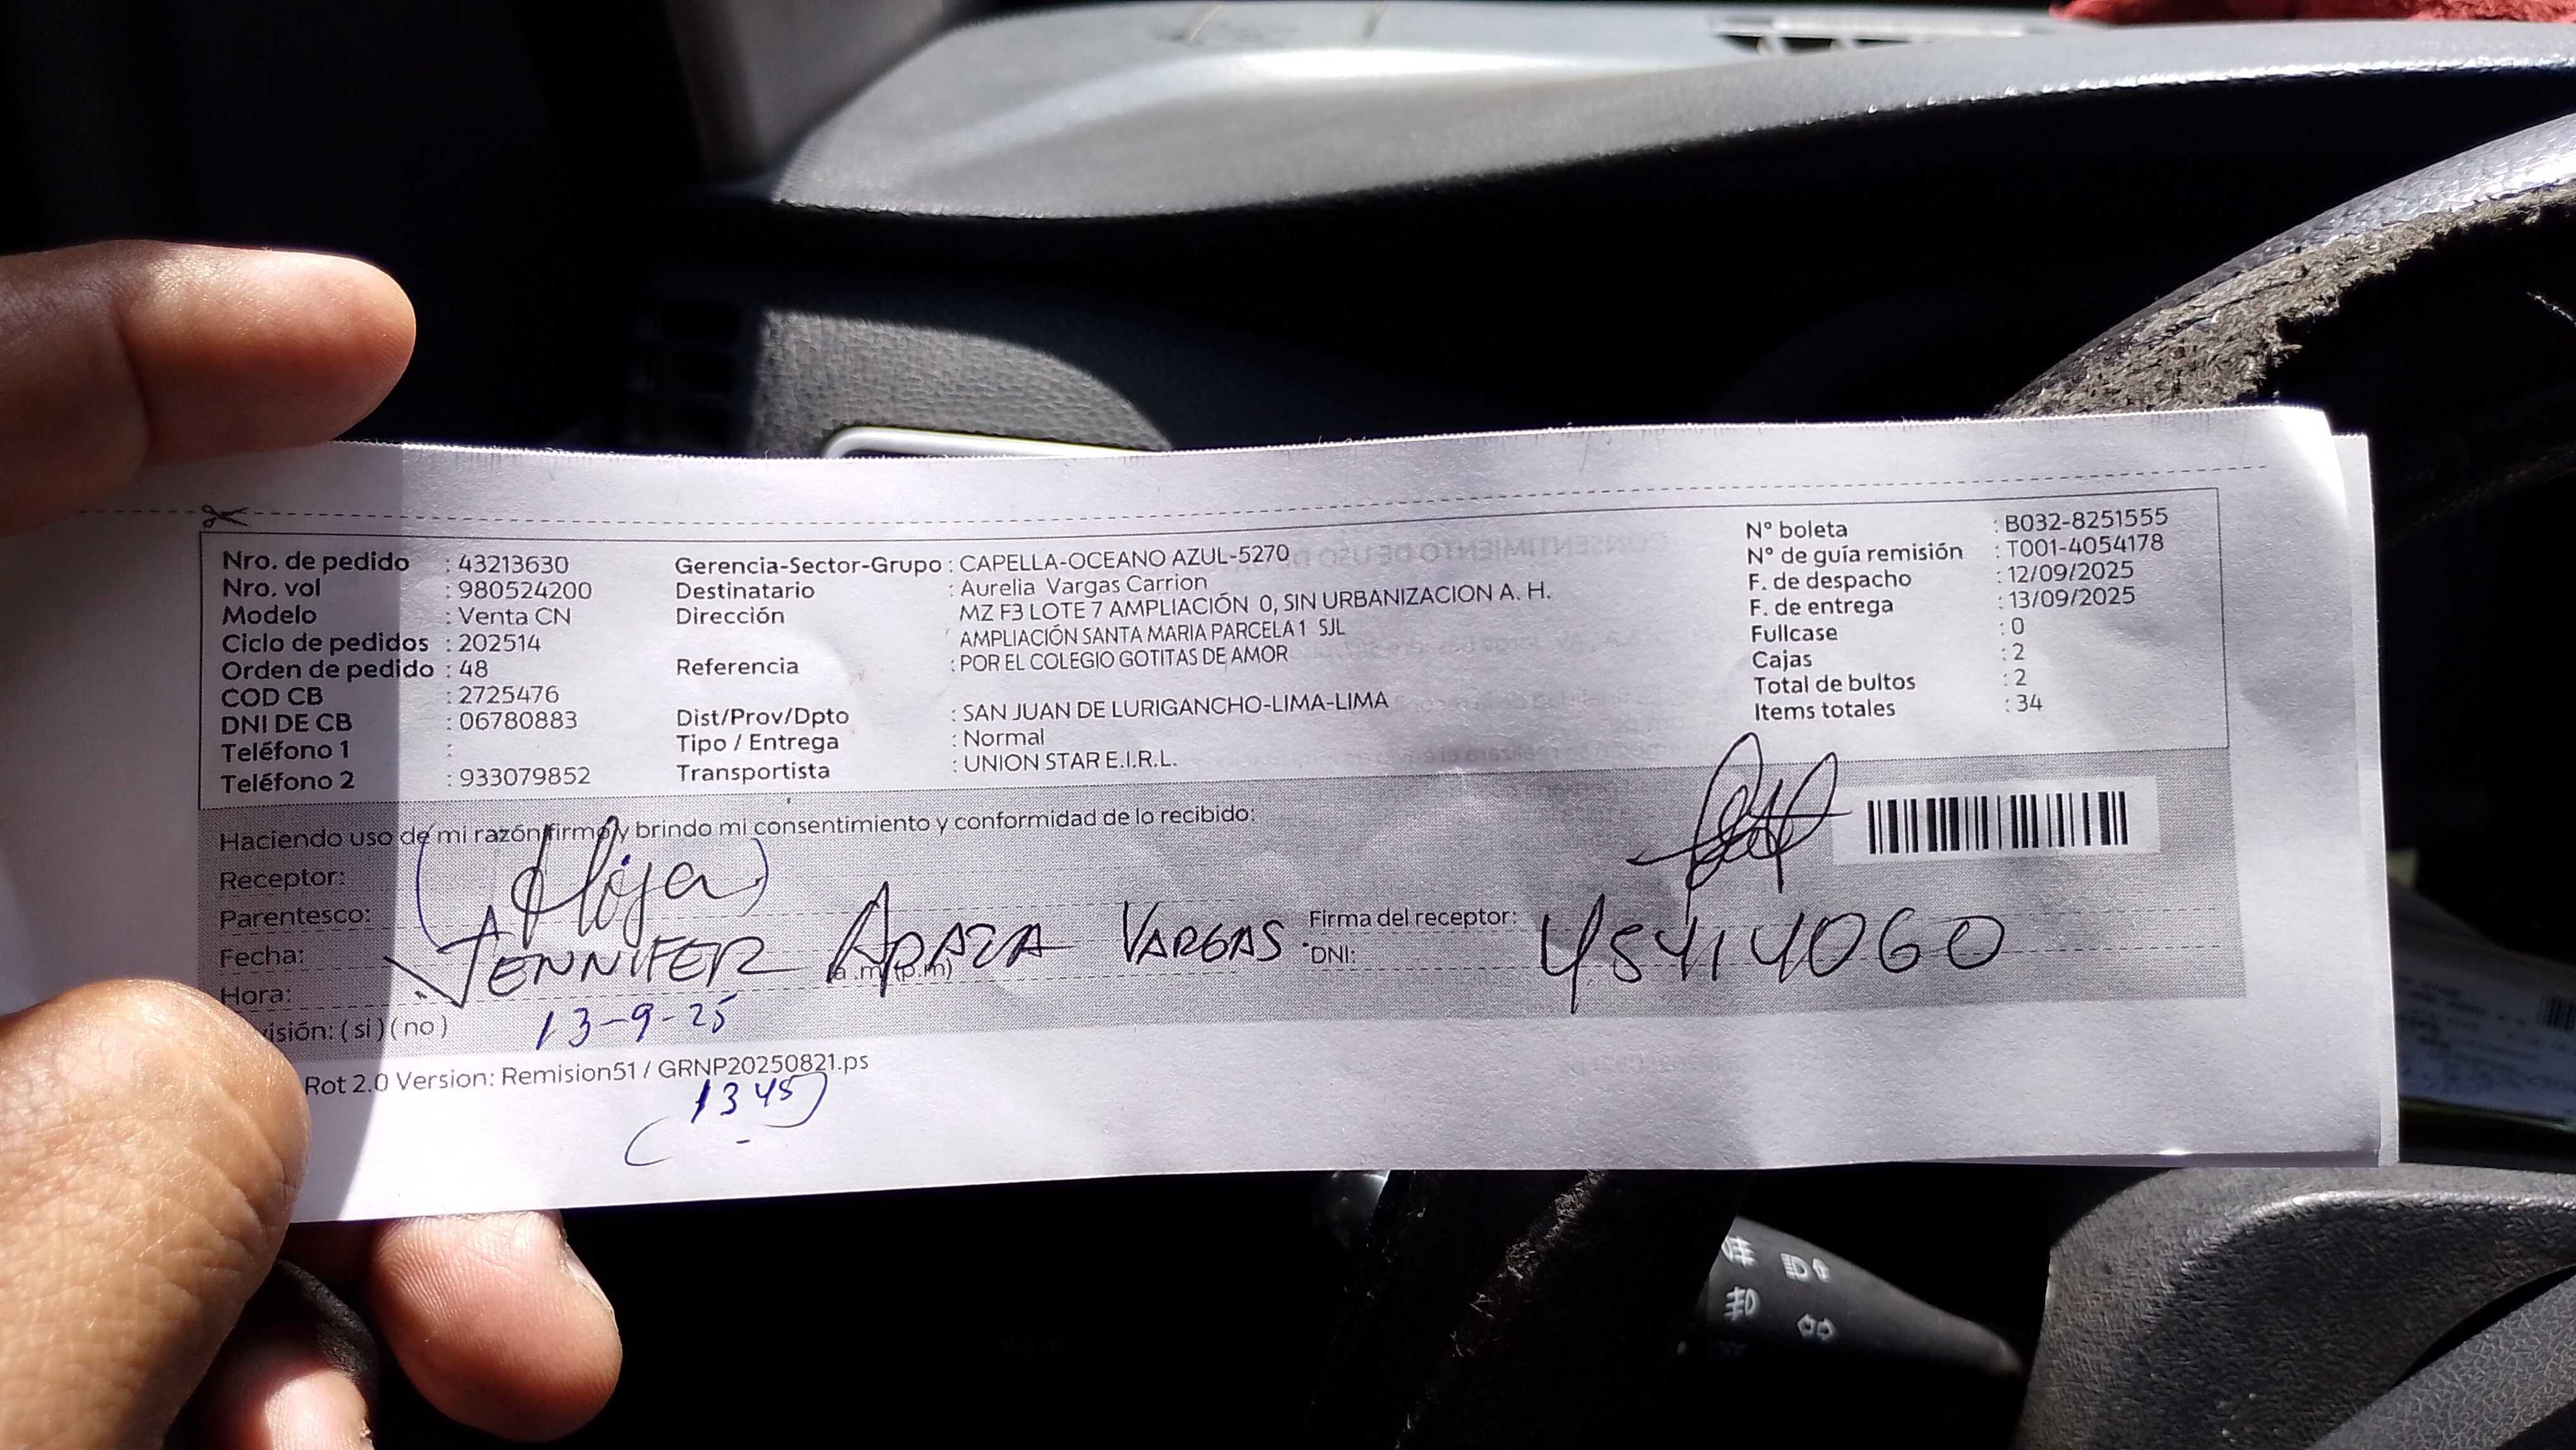 Nro. de pedido : 43213630
Nro. vol : 980524200
Modelo : Venta CN
Ciclo de pedidos : 202514
Orden de pedido : 48
COD CB : 2725476
DNI DE CB : 06780883
Teléfono 1 :
Teléfono 2 : 933079852
Gerencia-Sector-Grupo : CAPELLA-OCEANO AZUL-5270
Destinatario : Aurelia Vargas Carrion
Dirección MZ F3 LOTE 7 AMPLIACIÓN 0, SIN URBANIZACION A. H.
AMPLIACIÓN SANTA MARIA PARCELA 1 SJL
Referencia : POR EL COLEGIO GOTITAS DE AMOR
Dist/Prov/Dpto : SAN JUAN DE LURIGANCHO-LIMA-LIMA
Tipo / Entrega : Normal
Transportista : UNION STAR E.I.R.L.
N° boleta : B032-8251555
N° de guía remisión : T001-4054178
F. de despacho : 12/09/2025
F. de entrega : 13/09/2025
Fullcase : 0
Cajas : 2
Total de bultos : 2
Items totales : 34
Haciendo uso de mi razón firmo y brindo mi consentimiento y conformidad de lo recibido:
Receptor:
(Hija)
Parentesco:
Firma del receptor:
Fecha:
JENNIFER APAZA VARGAS
DNI: 45414060
Hora: (a.m)(p.m)
visión: (si) (no) 13-9-25
Rot 2.0 Version: Remision51 / GRNP20250821.ps
(1345)